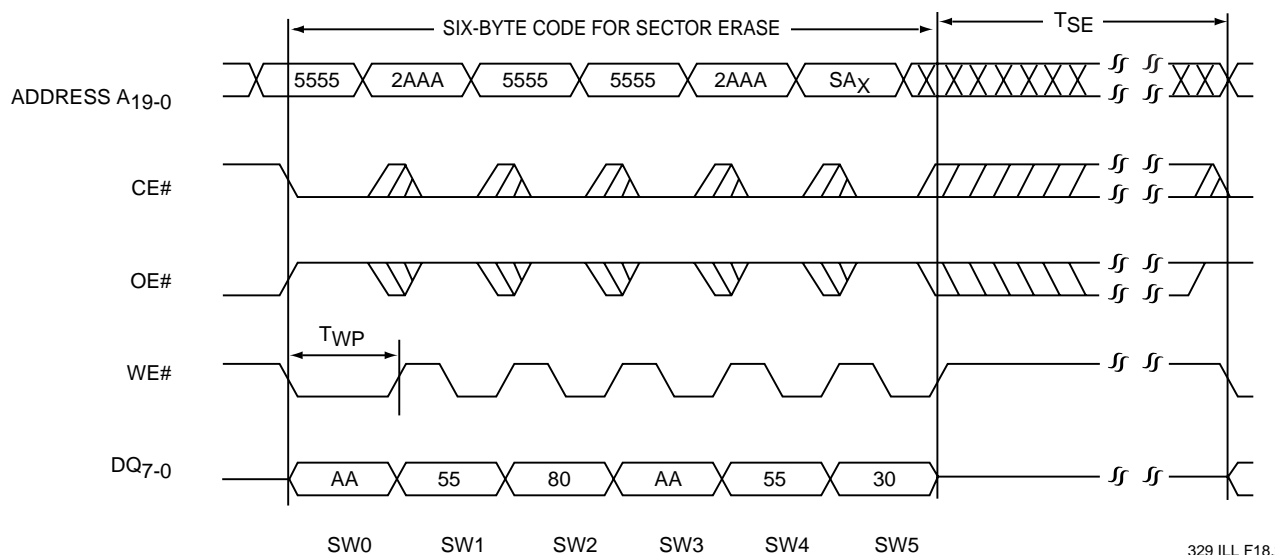 SIX-BYTE CODE FOR SECTOR ERASE
TSE
ADDRESS A19-0
5555 2AAA 5555 5555 2AAA SAX
CE#
OE#
TWP
WE#
DQ7-0
AA 55 80 AA 55 30
SW0 SW1 SW2 SW3 SW4 SW5
329 ILL F18.